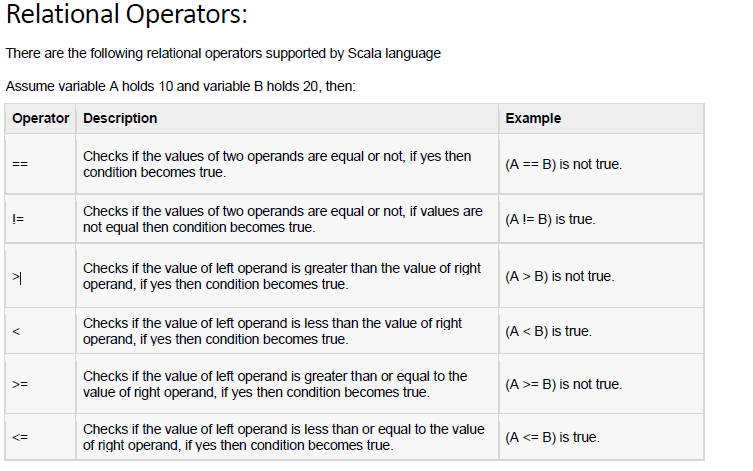 Relational Operators:
There are the following relational operators supported by Scala language
Assume variable A holds 10 and variable B holds 20, then:
Operator Description Example
== Checks if the values of two operands are equal or not, if yes then
condition becomes true. (A == B) is not true.
!= Checks if the values of two operands are equal or not, if values are
not equal then condition becomes true. (A != B) is true.
> Checks if the value of left operand is greater than the value of right
operand, if yes then condition becomes true. (A > B) is not true.
< Checks if the value of left operand is less than the value of right
operand, if yes then condition becomes true. (A < B) is true.
>= Checks if the value of left operand is greater than or equal to the
value of right operand, if yes then condition becomes true. (A >= B) is not true.
<= Checks if the value of left operand is less than or equal to the value
of right operand, if yes then condition becomes true. (A <= B) is true.